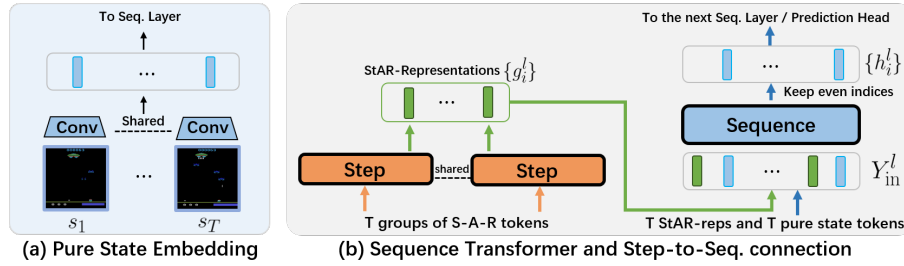 To Seq. Layer
...
Conv
Shared
Conv
...
s_1
s_T
(a) Pure State Embedding
StAR-Representations {g_i^l}
...
Step
shared
Step
T groups of S-A-R tokens
To the next Seq. Layer / Prediction Head
...
{h_i^l}
Keep even indices
Sequence
...
Y_in^l
T StAR-reps and T pure state tokens
(b) Sequence Transformer and Step-to-Seq. connection